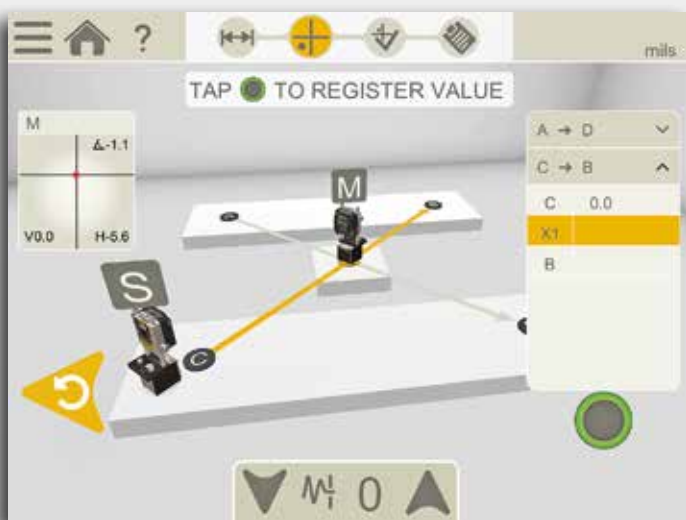 ?
mils
TAP TO REGISTER VALUE
M
∡-1.1
V0.0 H-5.6
A → D
C → B
C 0.0
X1
B
M
S
C
0